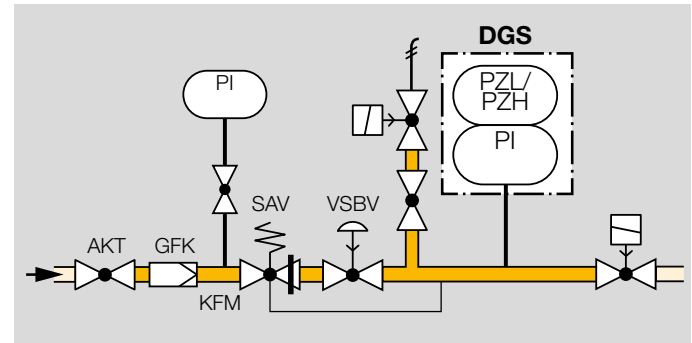 DGS
PI
PZL/
PZH
PI
SAV
VSBV
AKT
GFK
KFM